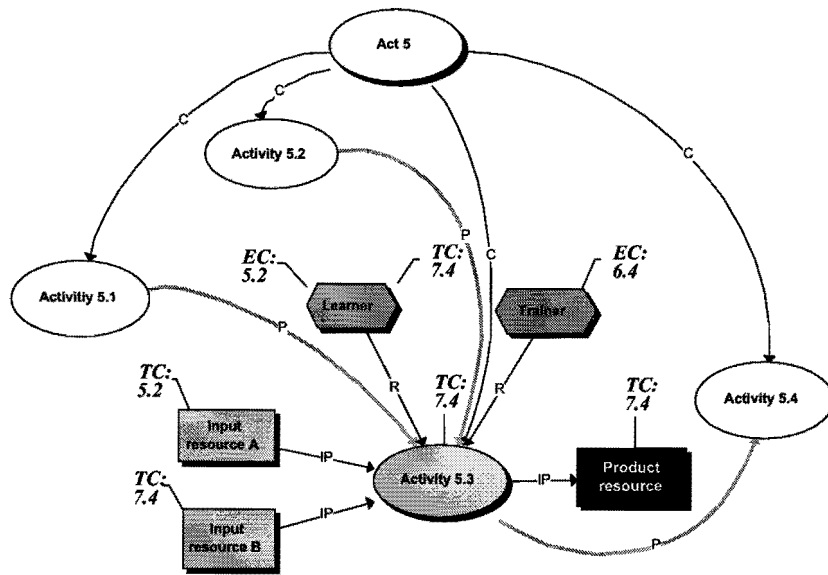 Act 5
C
C
C
Activity 5.2
P
C
EC:
5.2
TC:
7.4
EC:
6.4
Activitiy 5.1
Learner
Trainer
P
R
R
TC:
5.2
TC:
7.4
TC:
7.4
Activity 5.4
Input
resource A
IP
Activity 5.3
IP
Product
resource
TC:
7.4
Input
resource B
IP
P